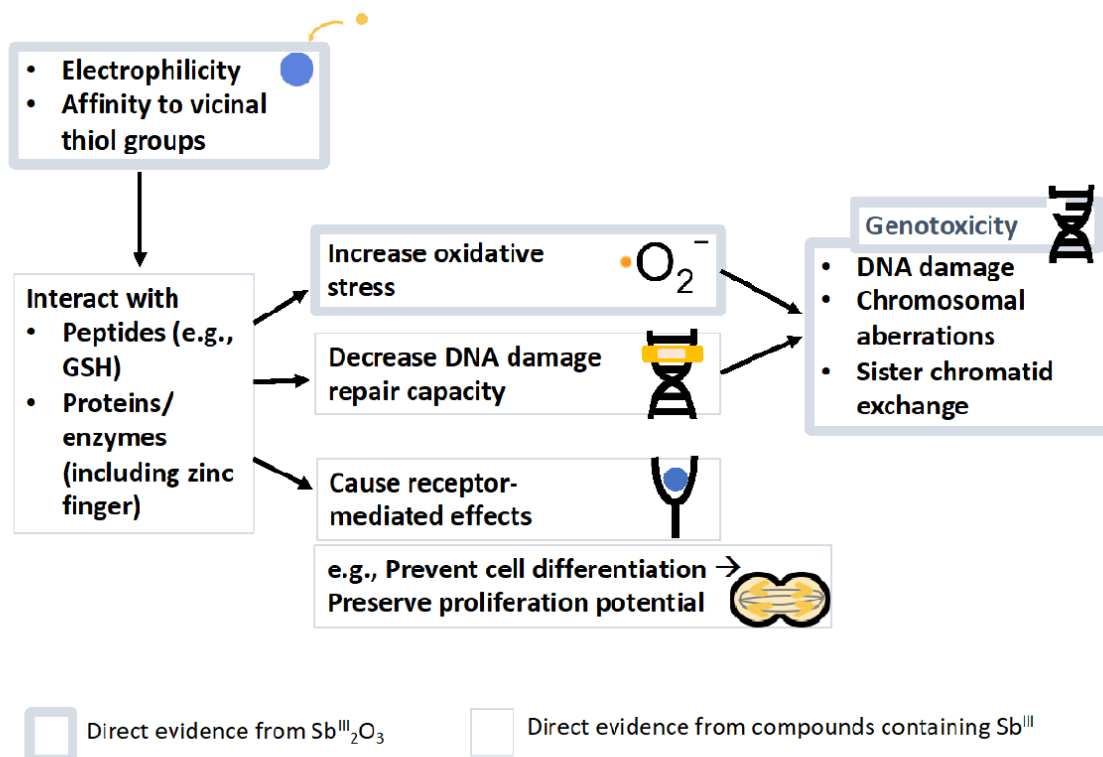 • Electrophilicity
• Affinity to vicinal
thiol groups
Interact with
• Peptides (e.g.,
GSH)
• Proteins/
enzymes
(including zinc
finger)
Increase oxidative
stress
•O₂⁻
Decrease DNA damage
repair capacity
Cause receptor-
mediated effects
e.g., Prevent cell differentiation →
Preserve proliferation potential
Genotoxicity
• DNA damage
• Chromosomal
aberrations
• Sister chromatid
exchange
Direct evidence from Sbᴵᴵᴵ₂O₃
Direct evidence from compounds containing Sbᴵᴵᴵ